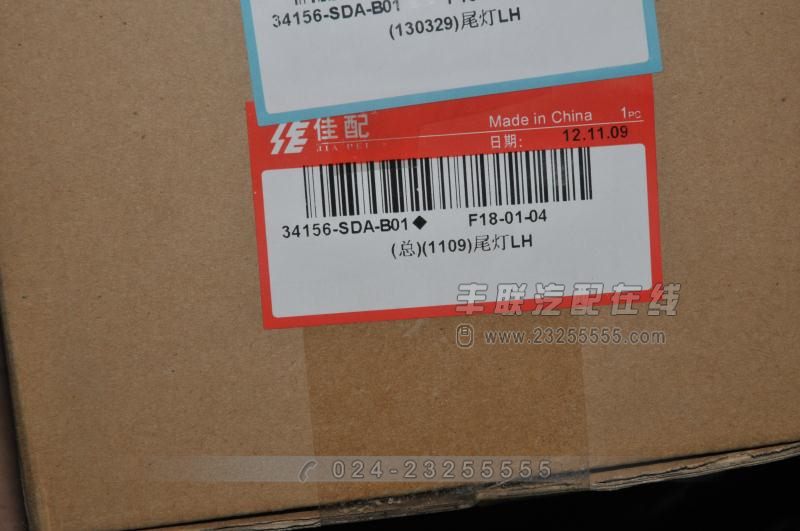 34156-SDA-B01
(130329)尾灯LH
佳配
JIA PEI
Made in China 1PC
日期: 12.11.09
34156-SDA-B01◆ F18-01-04
(总)(1109)尾灯LH
丰联汽配在线
www.23255555.com
024-23255555